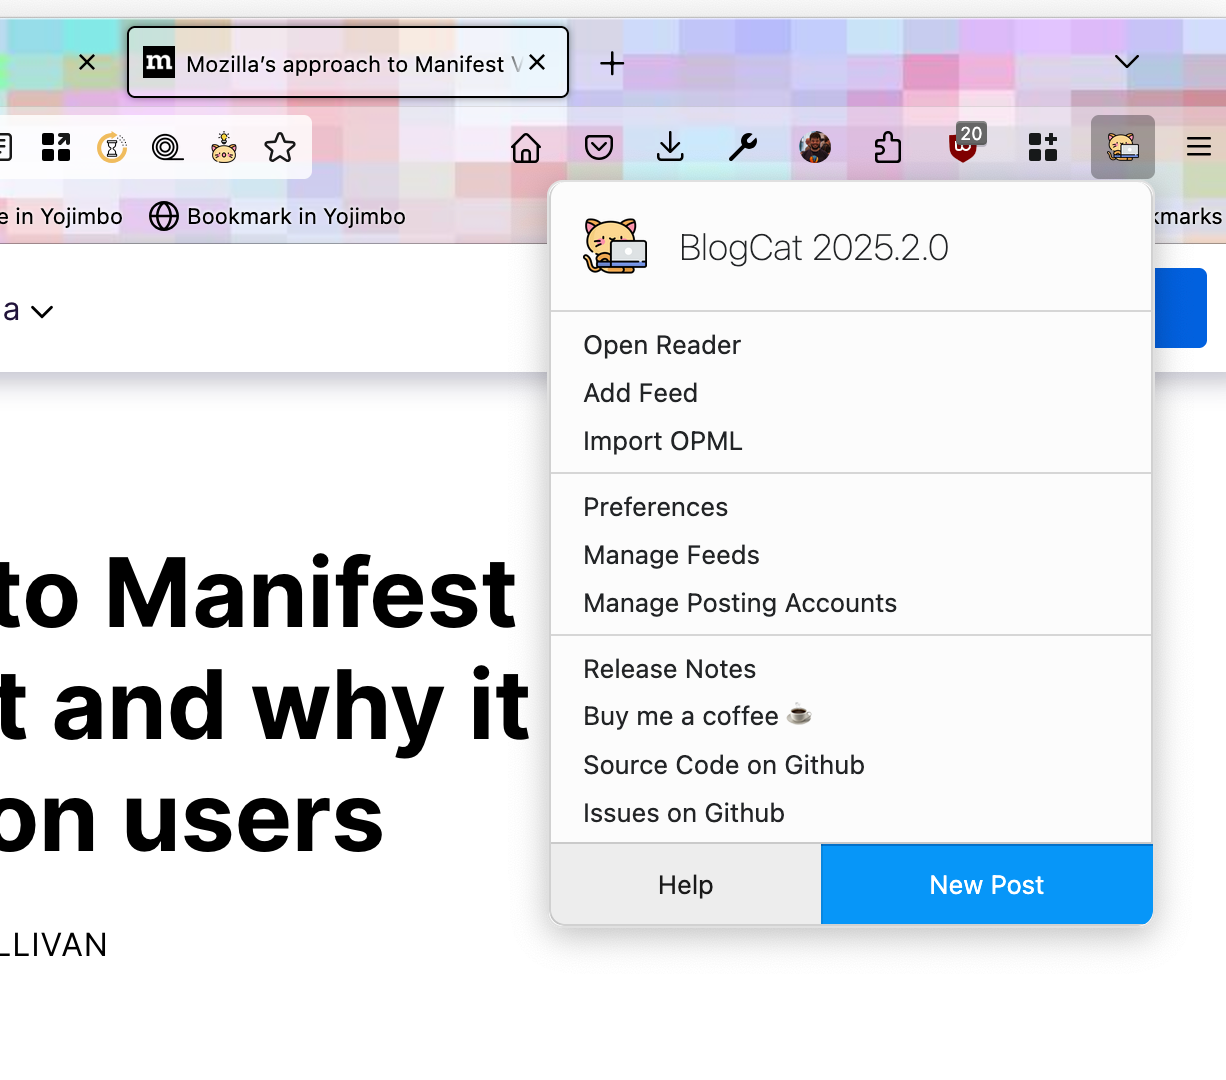 m Mozilla's approach to Manifest V
20
e in Yojimbo
Bookmark in Yojimbo
kmarks
BlogCat 2025.2.0
a
Open Reader
Add Feed
Import OPML
Preferences
Manage Feeds
Manage Posting Accounts
to Manifest
t and why it
on users
Release Notes
Buy me a coffee ☕
Source Code on Github
Issues on Github
Help
New Post
LLIVAN